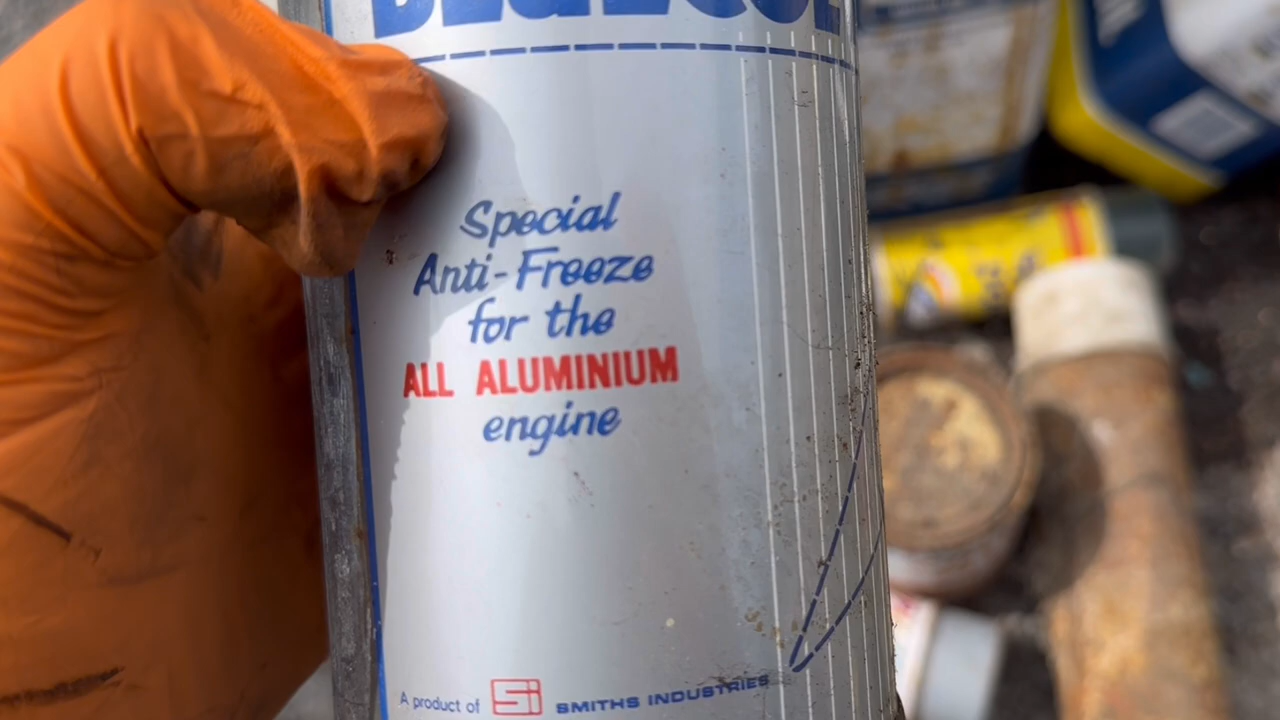 Special
Anti-Freeze
for the
ALL ALUMINIUM
engine
A product of Si SMITHS INDUSTRIES